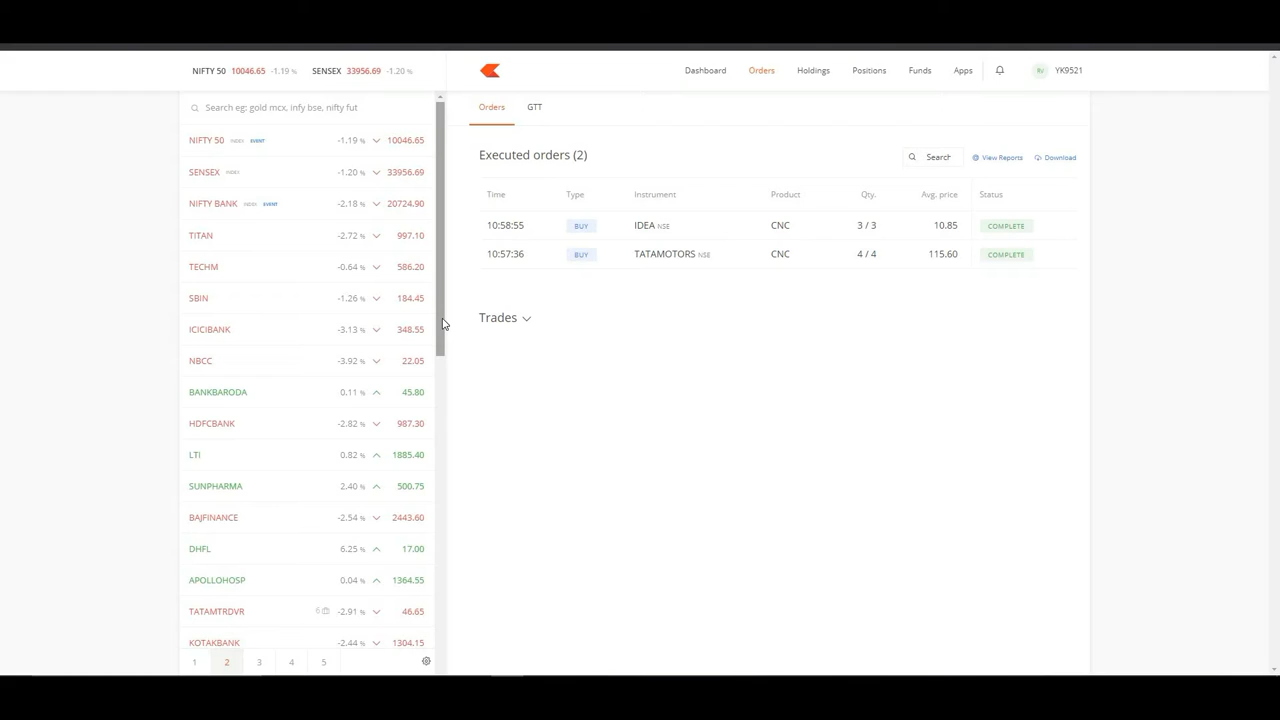 NIFTY 50 10046.65 -1.19 % SENSEX 33956.69 -1.20 %
Dashboard Orders Holdings Positions Funds Apps RV YK9521
Search eg: gold mcx, infy bse, nifty fut
NIFTY 50 INDEX EVENT -1.19 % 10046.65
SENSEX INDEX -1.20 % 33956.69
NIFTY BANK INDEX EVENT -2.18 % 20724.90
TITAN -2.72 % 997.10
TECHM -0.64 % 586.20
SBIN -1.26 % 184.45
ICICIBANK -3.13 % 348.55
NBCC -3.92 % 22.05
BANKBARODA 0.11 % 45.80
HDFCBANK -2.82 % 987.30
LTI 0.82 % 1885.40
SUNPHARMA 2.40 % 500.75
BAJFINANCE -2.54 % 2443.60
DHFL 6.25 % 17.00
APOLLOHOSP 0.04 % 1364.55
TATAMTRDVR 6 -2.91 % 46.65
KOTAKBANK -2.44 % 1304.15
1 2 3 4 5
Orders GTT
Executed orders (2) Search View Reports Download
Time Type Instrument Product Qty. Avg. price Status
10:58:55 BUY IDEA NSE CNC 3 / 3 10.85 COMPLETE
10:57:36 BUY TATAMOTORS NSE CNC 4 / 4 115.60 COMPLETE
Trades